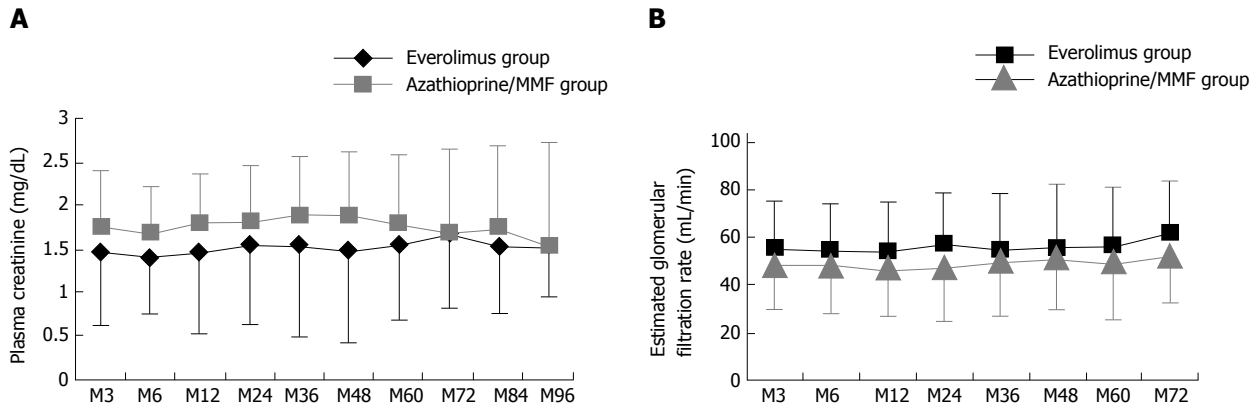 A
Everolimus group
Azathioprine/MMF group
Plasma creatinine (mg/dL)
3
2.5
2
1.5
1
0.5
0
M3 M6 M12 M24 M36 M48 M60 M72 M84 M96
B
Everolimus group
Azathioprine/MMF group
Estimated glomerular
filtration rate (mL/min)
100
80
60
40
20
0
M3 M6 M12 M24 M36 M48 M60 M72